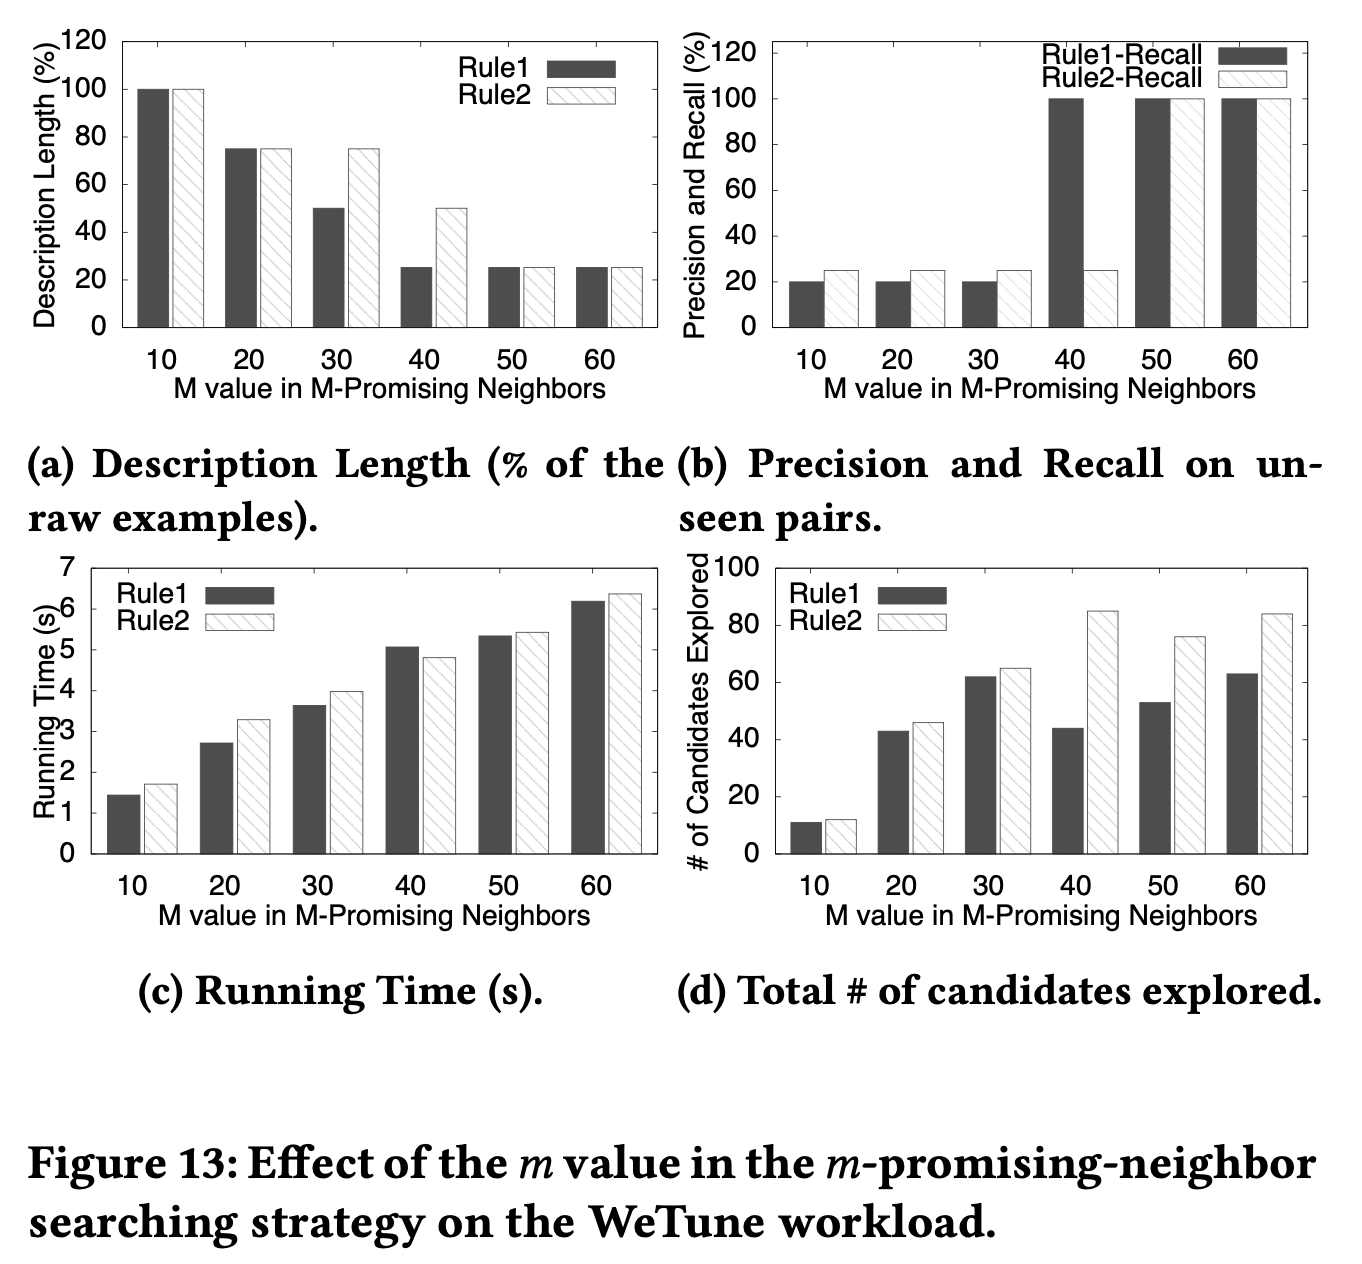 120
100
80
60
40
20
0
Description Length (%)
Rule1
Rule2
10 20 30 40 50 60
M value in M-Promising Neighbors
120
100
80
60
40
20
0
Precision and Recall (%)
Rule1-Recall
Rule2-Recall
10 20 30 40 50 60
M value in M-Promising Neighbors
(a) Description Length (% of the
raw examples).
(b) Precision and Recall on un-
seen pairs.
7
6
5
4
3
2
1
0
Running Time (s)
Rule1
Rule2
10 20 30 40 50 60
M value in M-Promising Neighbors
100
80
60
40
20
0
# of Candidates Explored
Rule1
Rule2
10 20 30 40 50 60
M value in M-Promising Neighbors
(c) Running Time (s).
(d) Total # of candidates explored.
Figure 13: Effect of the m value in the m-promising-neighbor
searching strategy on the WeTune workload.